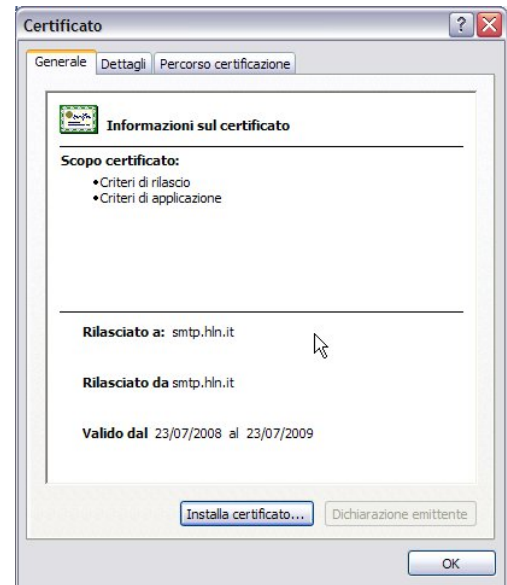 Certificato
Generale Dettagli Percorso certificazione
Informazioni sul certificato
Scopo certificato:
•Criteri di rilascio
•Criteri di applicazione
Rilasciato a: smtp.hln.it
Rilasciato da smtp.hln.it
Valido dal 23/07/2008 al 23/07/2009
Installa certificato... Dichiarazione emittente
OK